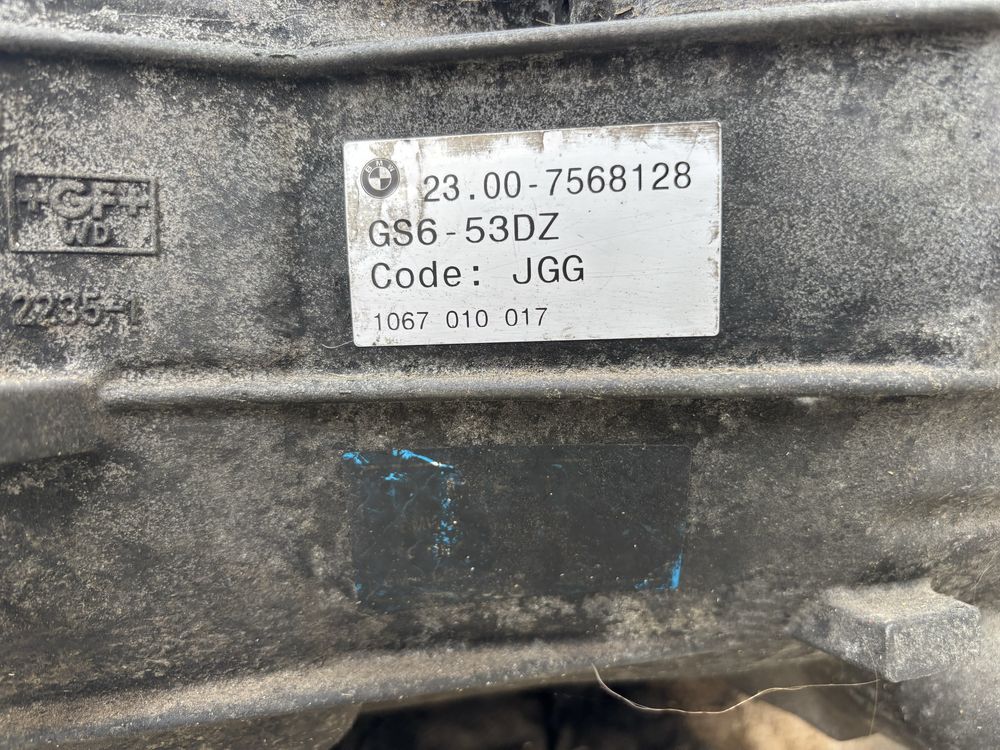 +GF+
WD
2235-1
23.00-7568128
GS6-53DZ
Code: JGG
1067 010 017